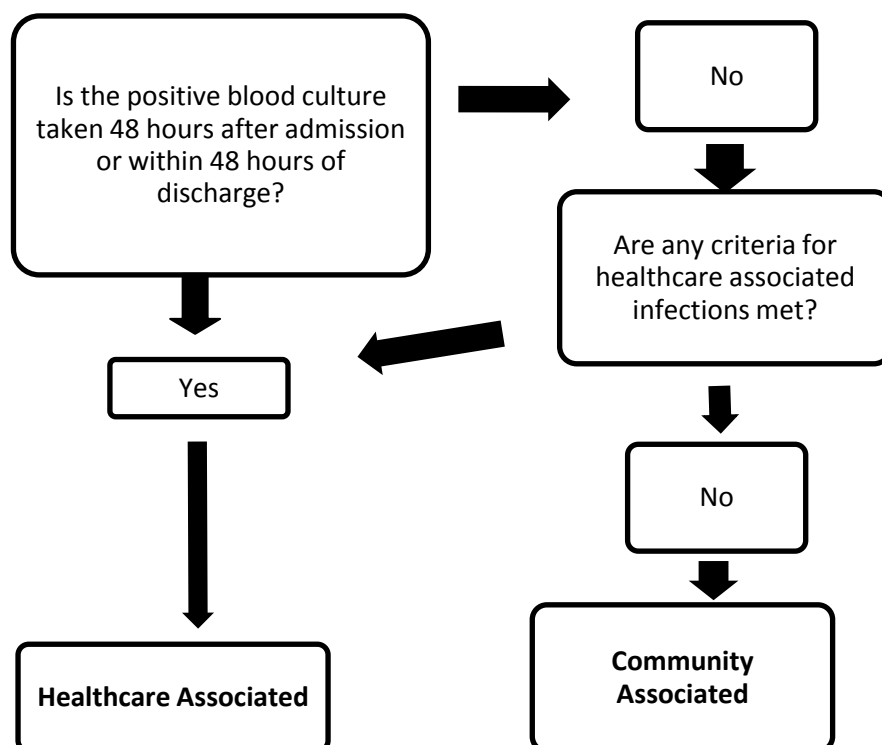 Is the positive blood culture
taken 48 hours after admission
or within 48 hours of
discharge?
No
Are any criteria for
healthcare associated
infections met?
Yes
No
Healthcare Associated
Community
Associated